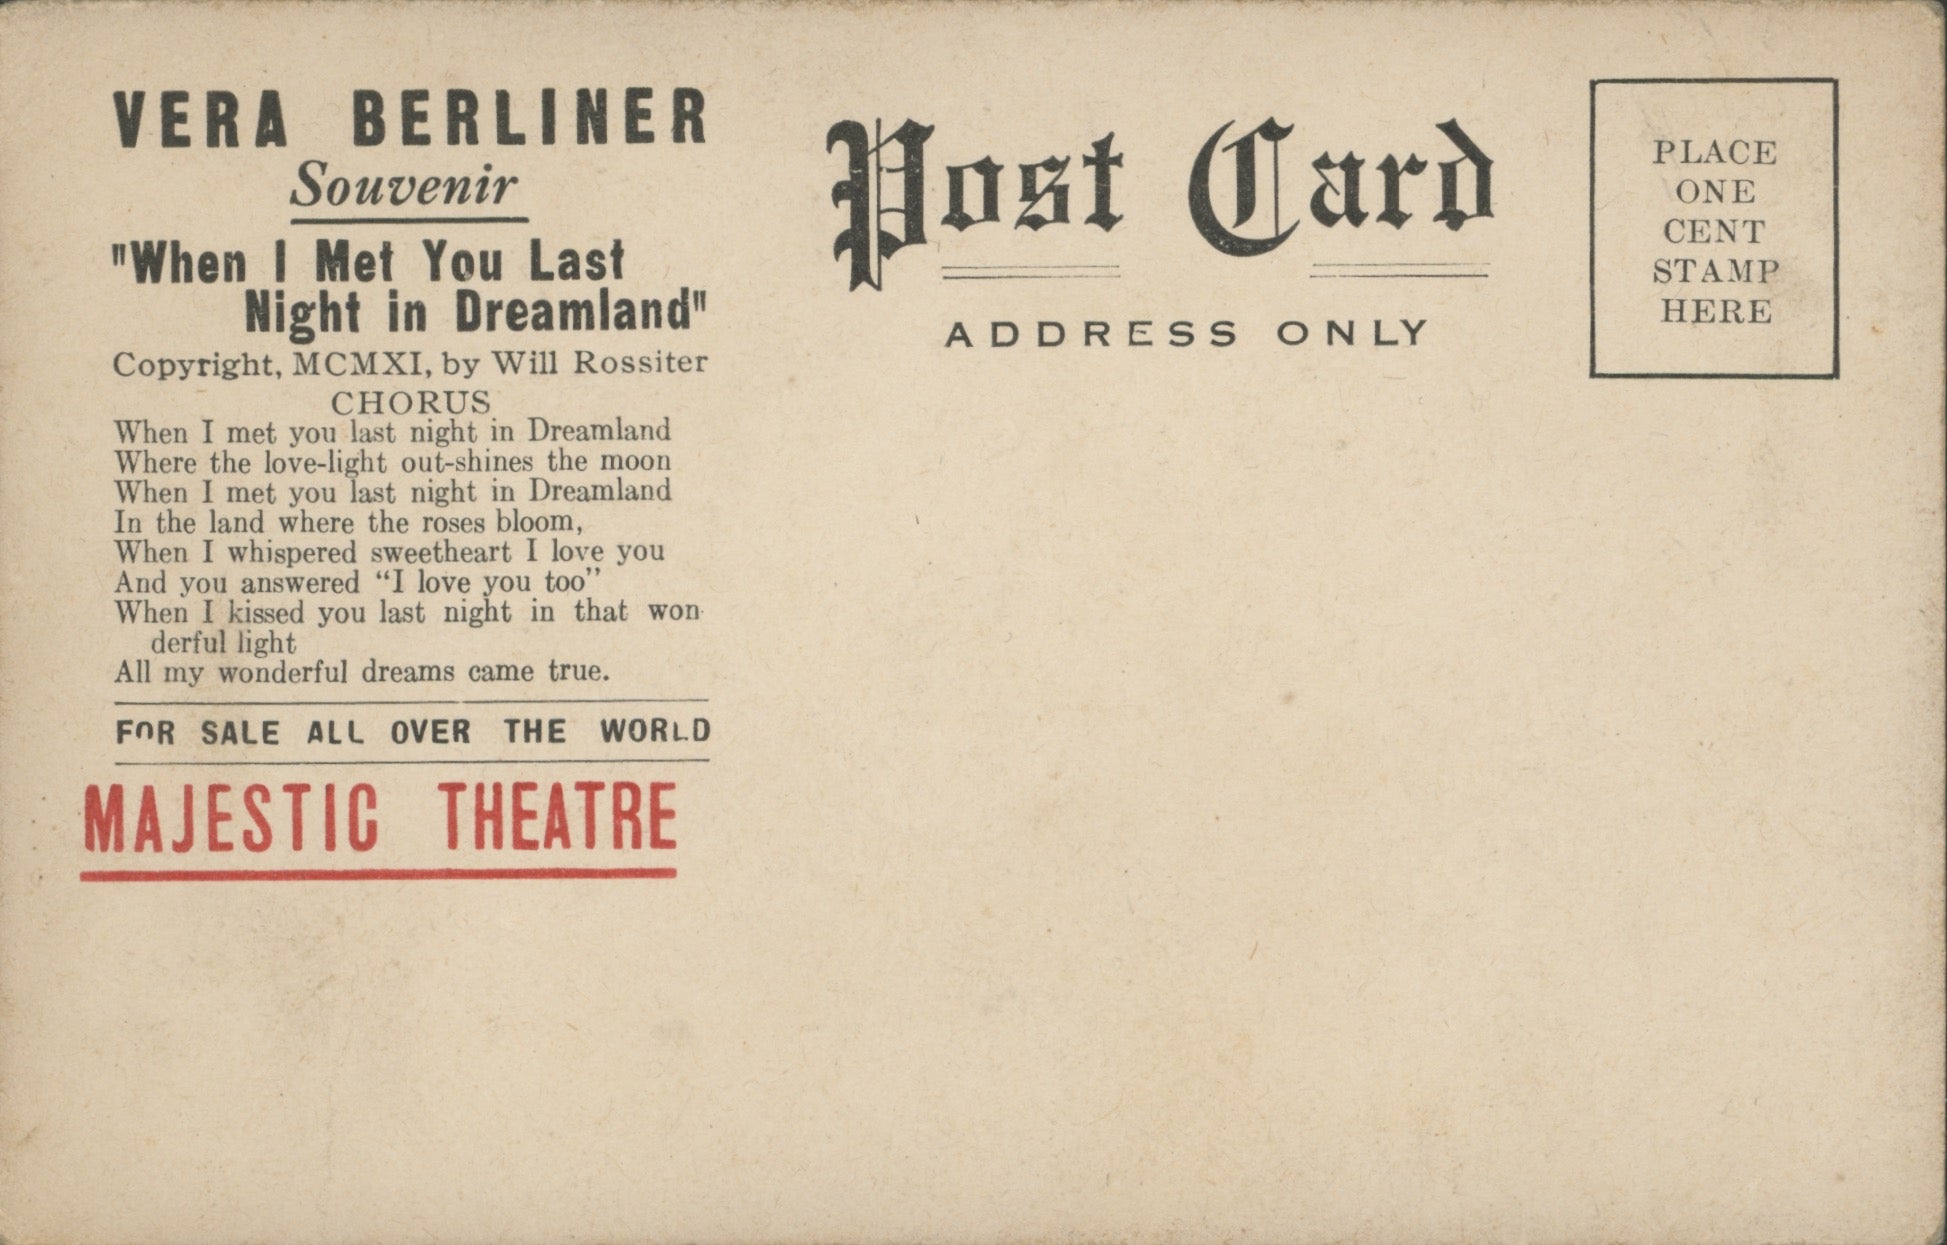 VERA BERLINER
Souvenir
"When I Met You Last
Night in Dreamland"
Copyright, MCMXI, by Will Rossiter
CHORUS
When I met you last night in Dreamland
Where the love-light out-shines the moon
When I met you last night in Dreamland
In the land where the roses bloom,
When I whispered sweetheart I love you
And you answered “I love you too”
When I kissed you last night in that won-
derful light
All my wonderful dreams came true.
FOR SALE ALL OVER THE WORLD
MAJESTIC THEATRE
Post Card
ADDRESS ONLY
PLACE
ONE
CENT
STAMP
HERE